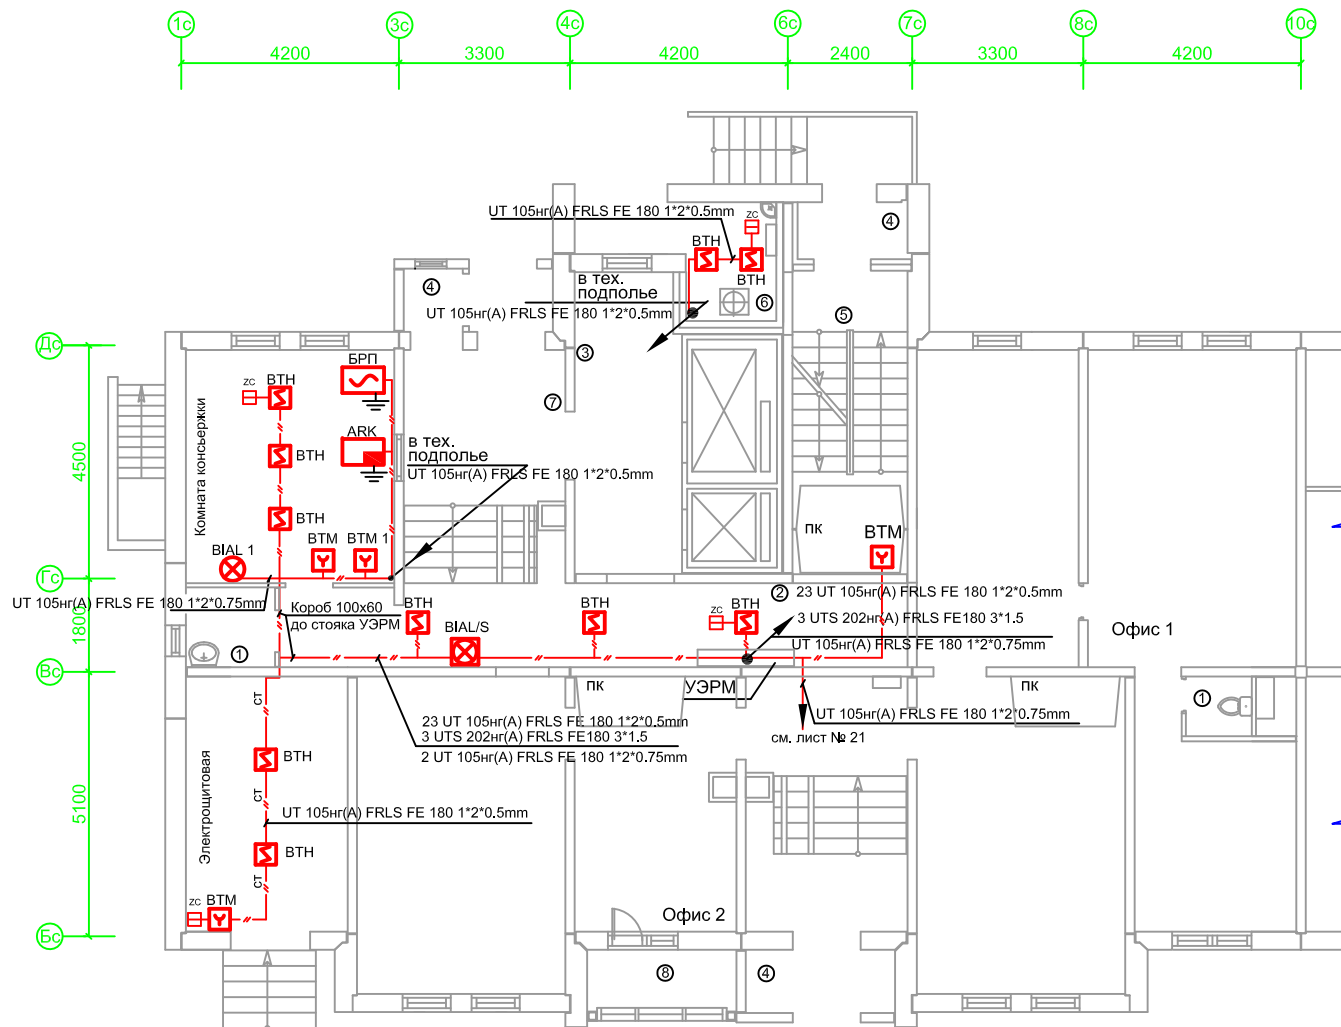 1с
3с
4с
6с
7с
8с
10с
4200
3300
4200
2400
3300
4200
UT 105нг(А) FRLS FE 180 1*2*0.5mm
zc
ВТН
ВТН
4
4
в тех.
подполье
UT 105нг(А) FRLS FE 180 1*2*0.5mm
6
5
Дс
3
БРП
zc
ВТН
7
Комната консьержки
ARK
в тех.
подполье
UT 105нг(А) FRLS FE 180 1*2*0.5mm
4500
ВТН
ВТН
ПК
ВТМ
BIAL 1
ВТМ
ВТМ 1
Гс
UT 105нг(А) FRLS FE 180 1*2*0.75mm
Короб 100x60
до стояка УЭРМ
1800
ВТН
BIAL/S
ВТН
zc
ВТН
2
23 UT 105нг(А) FRLS FE 180 1*2*0.5mm
3 UTS 202нг(А) FRLS FE180 3*1.5
UT 105нг(А) FRLS FE 180 1*2*0.75mm
Офис 1
1
Вс
ПК
УЭРМ
ПК
1
ст
UT 105нг(А) FRLS FE 180 1*2*0.75mm
см. лист № 21
23 UT 105нг(А) FRLS FE 180 1*2*0.5mm
3 UTS 202нг(А) FRLS FE180 3*1.5
2 UT 105нг(А) FRLS FE 180 1*2*0.75mm
Электрощитовая
ВТН
ст
5100
UT 105нг(А) FRLS FE 180 1*2*0.5mm
ВТН
ст
zc
ВТМ
Офис 2
Бс
8
4